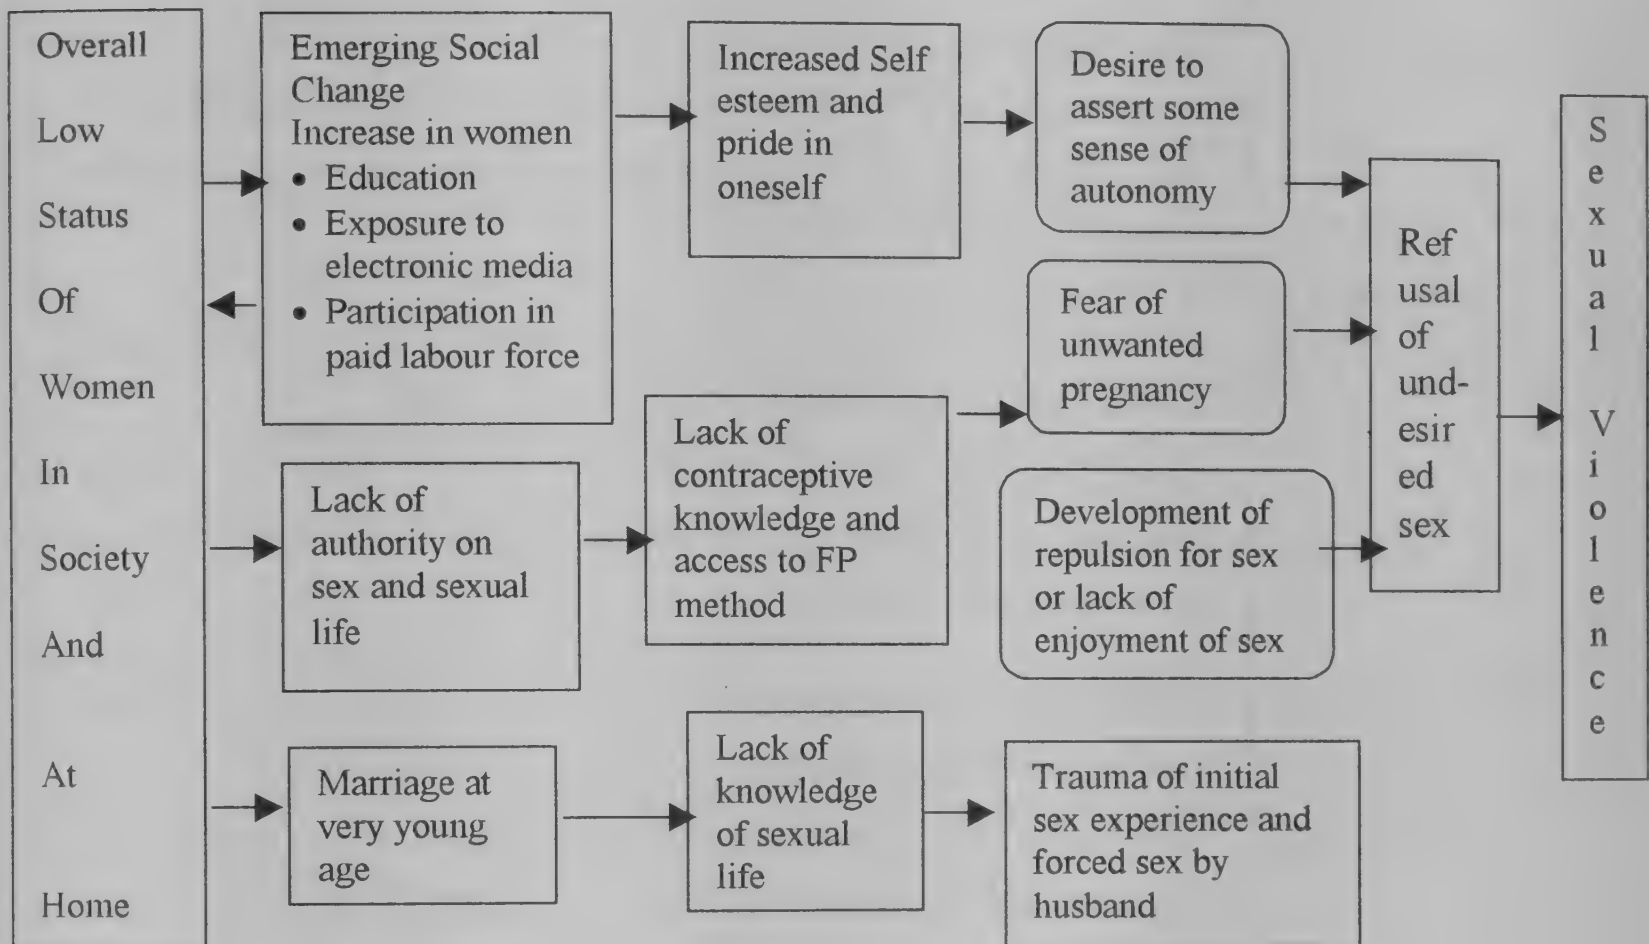 Overall
Low
Status
Of
Women
In
Society
And
At
Home
Emerging Social
Change
Increase in women
• Education
• Exposure to
electronic media
• Participation in
paid labour force
Increased Self
esteem and
pride in
oneself
Desire to
assert some
sense of
autonomy
Lack of
authority on
sex and sexual
life
Lack of
contraceptive
knowledge and
access to FP
method
Fear of
unwanted
pregnancy
Development of
repulsion for sex
or lack of
enjoyment of sex
Marriage at
very young
age
Lack of
knowledge
of sexual
life
Trauma of initial
sex experience and
forced sex by
husband
Ref
usal
of
und-
esir
ed
sex
S
e
x
u
a
l
V
i
o
l
e
n
c
e